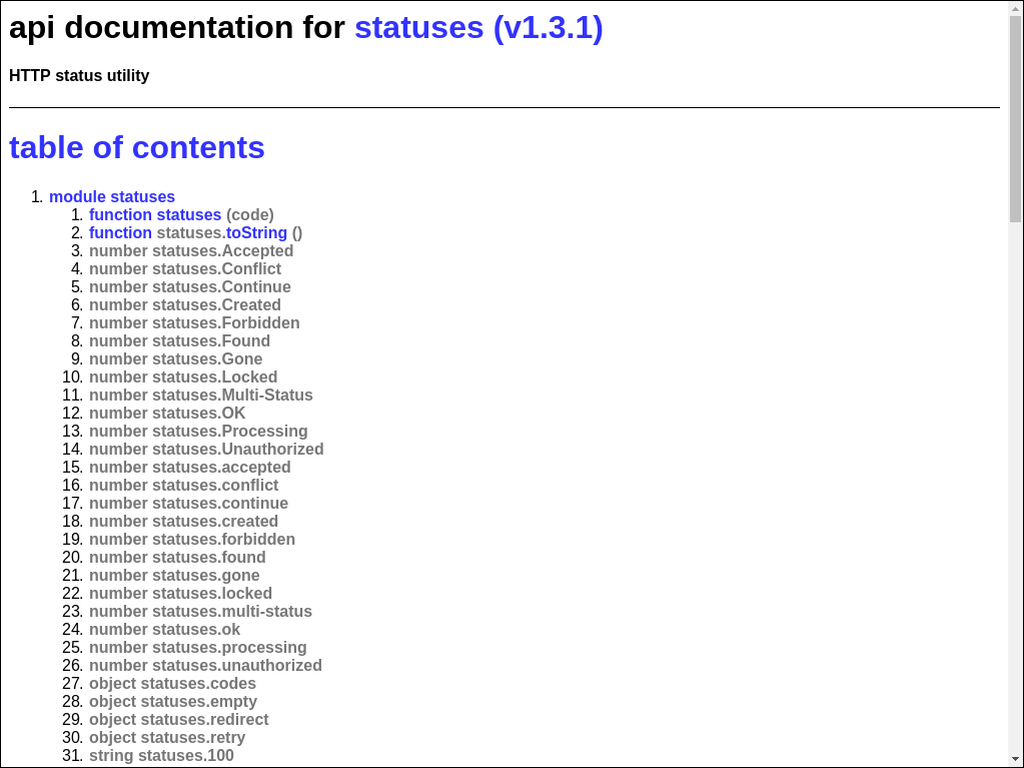 api documentation for statuses (v1.3.1)
HTTP status utility
table of contents
1. module statuses
1. function statuses (code)
2. function statuses.toString ()
3. number statuses.Accepted
4. number statuses.Conflict
5. number statuses.Continue
6. number statuses.Created
7. number statuses.Forbidden
8. number statuses.Found
9. number statuses.Gone
10. number statuses.Locked
11. number statuses.Multi-Status
12. number statuses.OK
13. number statuses.Processing
14. number statuses.Unauthorized
15. number statuses.accepted
16. number statuses.conflict
17. number statuses.continue
18. number statuses.created
19. number statuses.forbidden
20. number statuses.found
21. number statuses.gone
22. number statuses.locked
23. number statuses.multi-status
24. number statuses.ok
25. number statuses.processing
26. number statuses.unauthorized
27. object statuses.codes
28. object statuses.empty
29. object statuses.redirect
30. object statuses.retry
31. string statuses.100